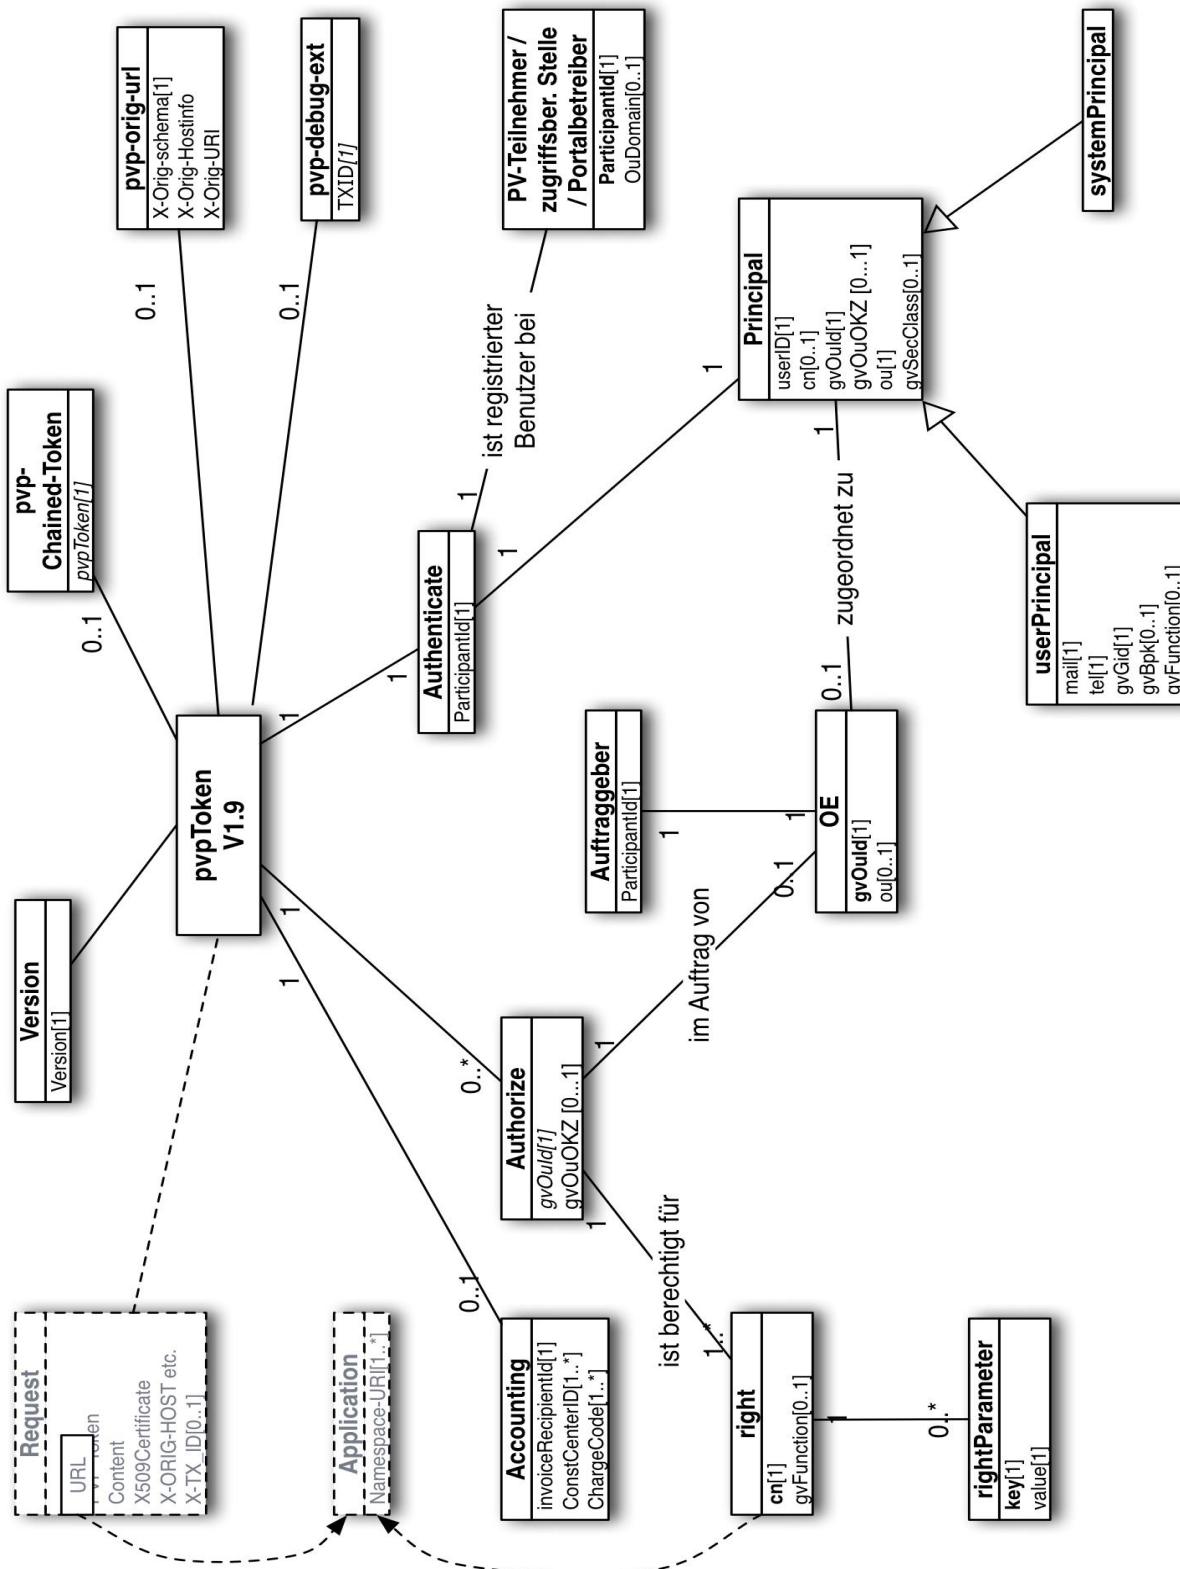 Request
URL
Content
X509Certificate
X-ORIG-HOST etc.
X-TX_ID[0..1]
Version
Version[1]
pvp-
Chained-Token
pvpToken[1]
0..1
pvp-orig-url
X-Orig-schema[1]
X-Orig-Hostinfo
X-Orig-URI
0..1
pvpToken
V1.9
pvp-debug-ext
TXID[1]
0..1
Application
Namespace-URI[1..*]
1
1
1
1
Authenticate
ParticipantId[1]
1
ist registrierter
Benutzer bei
PV-Teilnehmer /
zugriffsber. Stelle
/ Portalbetreiber
ParticipantId[1]
OuDomain[0..1]
0..1
0..*
Accounting
invoiceRecipientId[1]
ConstCenterID[1..*]
ChargeCode[1..*]
Authorize
gvOuId[1]
gvOuOKZ [0...1]
1
1
1
Auftraggeber
ParticipantId[1]
1
ist berechtigt für
im Auftrag von
1..*
0..1
1
1
right
cn[1]
gvFunction[0..1]
OE
gvOuId[1]
ou[0..1]
0..1
zugeordnet zu
1
Principal
userID[1]
cn[0..1]
gvOuId[1]
gvOuOKZ [0...1]
ou[1]
gvSecClass[0..1]
1
0..*
rightParameter
key[1]
value[1]
userPrincipal
mail[1]
tel[1]
gvGid[1]
gvBpk[0..1]
gvFunction[0..1]
systemPrincipal